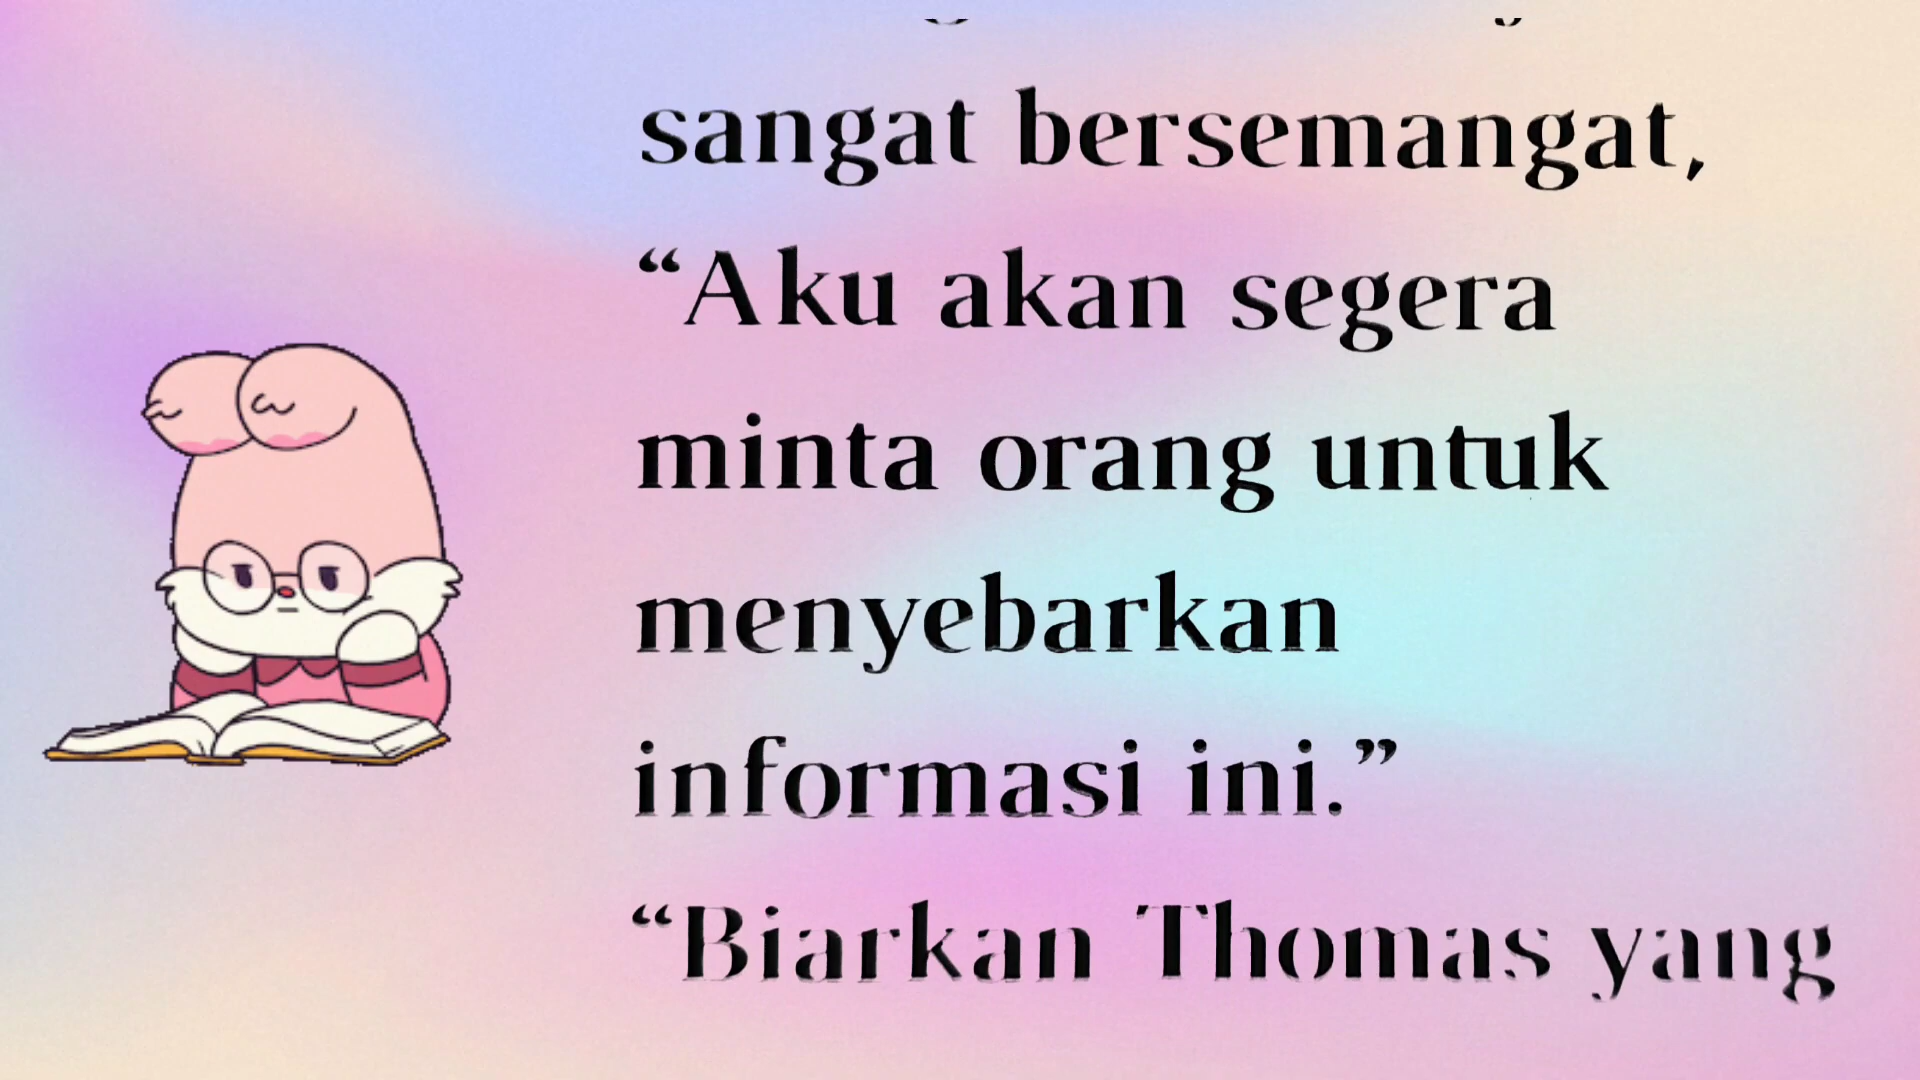 sangat bersemangat,
“Aku akan segera
minta orang untuk
menyebarkan
informasi ini.”
“Biarkan Thomas yang